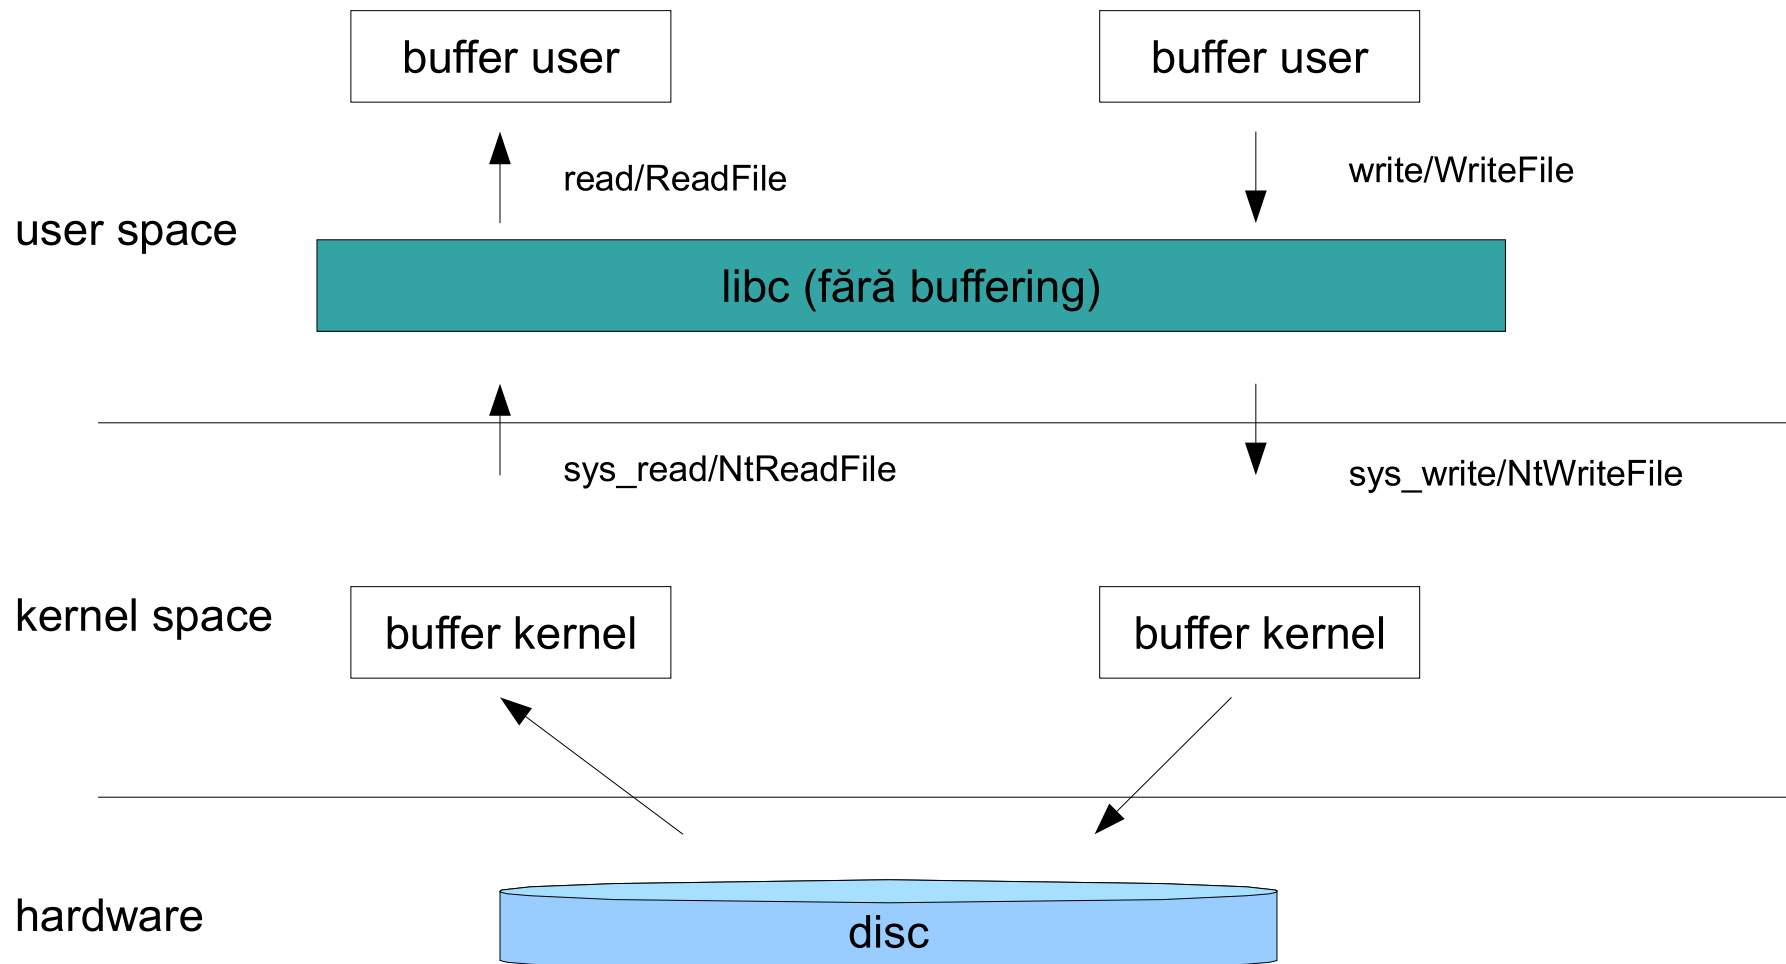 buffer user
buffer user
read/ReadFile
write/WriteFile
user space
libc (fără buffering)
sys_read/NtReadFile
sys_write/NtWriteFile
kernel space
buffer kernel
buffer kernel
hardware
disc